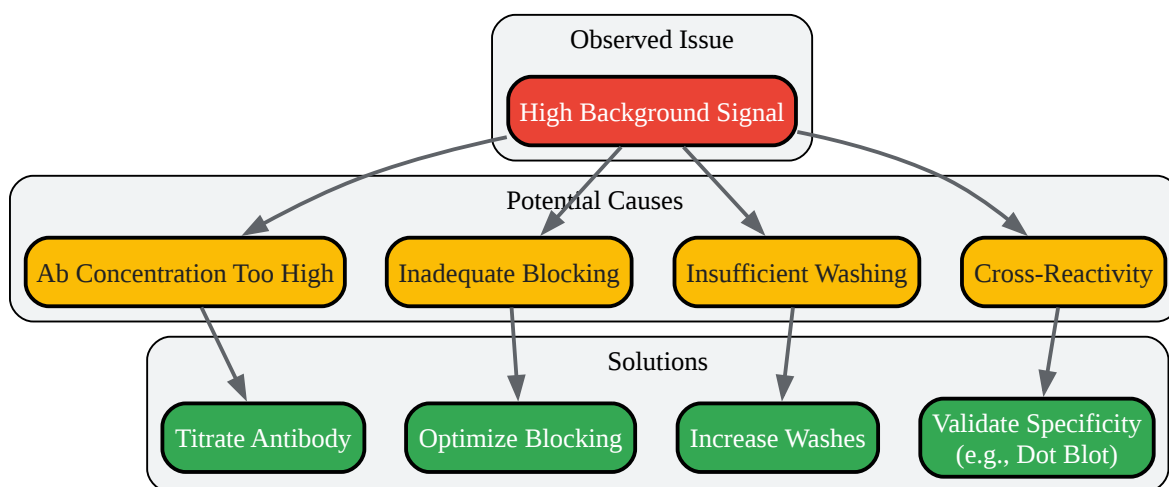 Observed Issue
High Background Signal
Potential Causes
Ab Concentration Too High
Inadequate Blocking
Insufficient Washing
Cross-Reactivity
Solutions
Titrate Antibody
Optimize Blocking
Increase Washes
Validate Specificity
(e.g., Dot Blot)